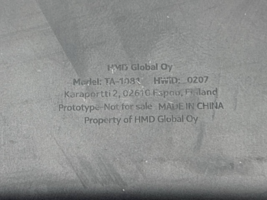 HMD Global Oy
Model: TA-108 HWID: 0207
Karaportti 2, 02610 Espoo, Finland
Prototype-Not for sale MADE IN CHINA
Property of HMD Global Oy